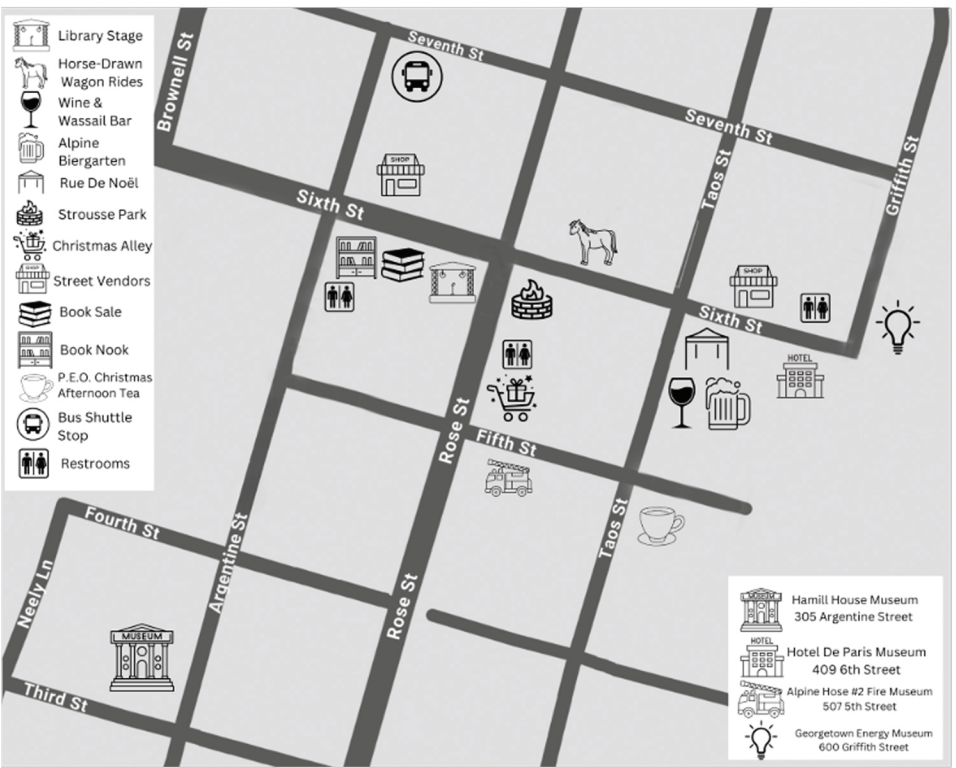 Library Stage
Horse-Drawn
Wagon Rides
Wine &
Wassail Bar
Alpine
Biergarten
Rue De Noël
Strousse Park
Christmas Alley
SHOP
Street Vendors
Book Sale
Book Nook
P.E.O. Christmas
Afternoon Tea
Bus Shuttle
Stop
Restrooms
Brownell St
Seventh St
Seventh St
Taos St
Griffith St
SHOP
Sixth St
SHOP
Sixth St
HOTEL
Rose St
Fifth St
Taos St
Fourth St
Argentine St
Neely Ln
Rose St
MUSEUM
Third St
MUSEUM
Hamill House Museum
305 Argentine Street
HOTEL
Hotel De Paris Museum
409 6th Street
Alpine Hose #2 Fire Museum
507 5th Street
Georgetown Energy Museum
600 Griffith Street